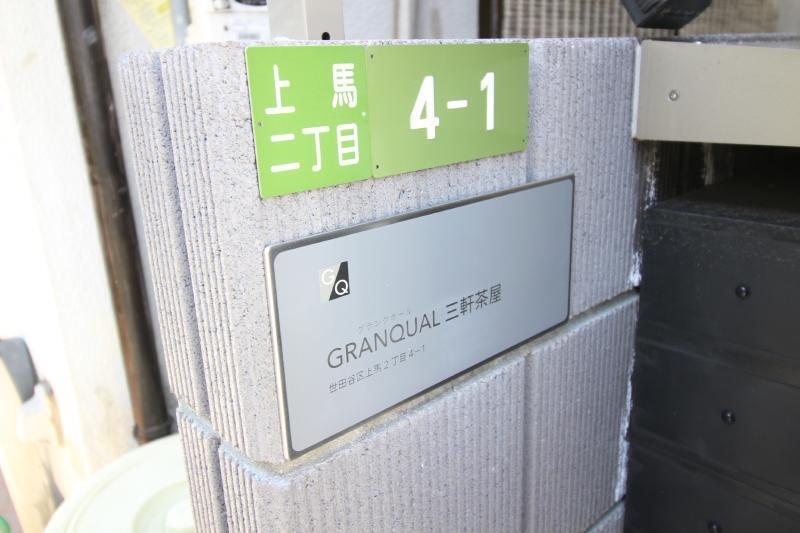 上馬
二丁目
4-1
GQ
グランクオール
GRANQUAL 三軒茶屋
世田谷区上馬2丁目4-1